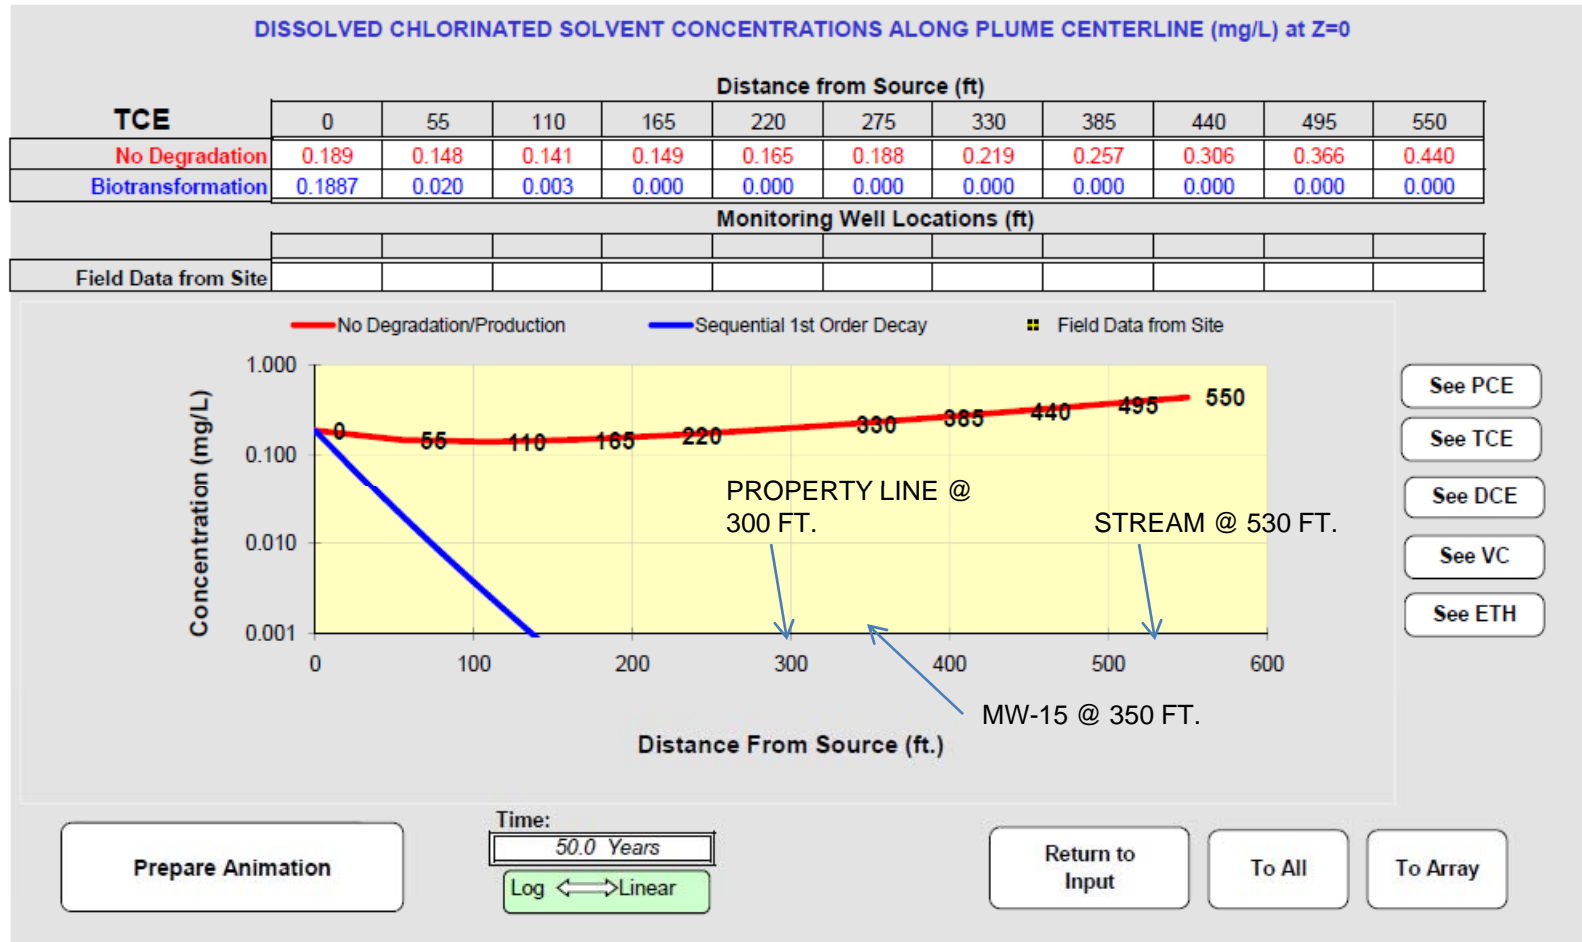 DISSOLVED CHLORINATED SOLVENT CONCENTRATIONS ALONG PLUME CENTERLINE (mg/L) at Z=0
Distance from Source (ft)
TCE 0 55 110 165 220 275 330 385 440 495 550
No Degradation 0.189 0.148 0.141 0.149 0.165 0.188 0.219 0.257 0.306 0.366 0.440
Biotransformation 0.1887 0.020 0.003 0.000 0.000 0.000 0.000 0.000 0.000 0.000 0.000
Monitoring Well Locations (ft)
Field Data from Site
No Degradation/Production Sequential 1st Order Decay Field Data from Site
1.000
0.100
0.010
0.001
Concentration (mg/L)
0 55 110 165 220 330 385 440 495 550
PROPERTY LINE @
300 FT.
STREAM @ 530 FT.
0 100 200 300 400 500 600
MW-15 @ 350 FT.
Distance From Source (ft.)
See PCE
See TCE
See DCE
See VC
See ETH
Time:
50.0 Years
Log Linear
Prepare Animation
Return to
Input
To All
To Array